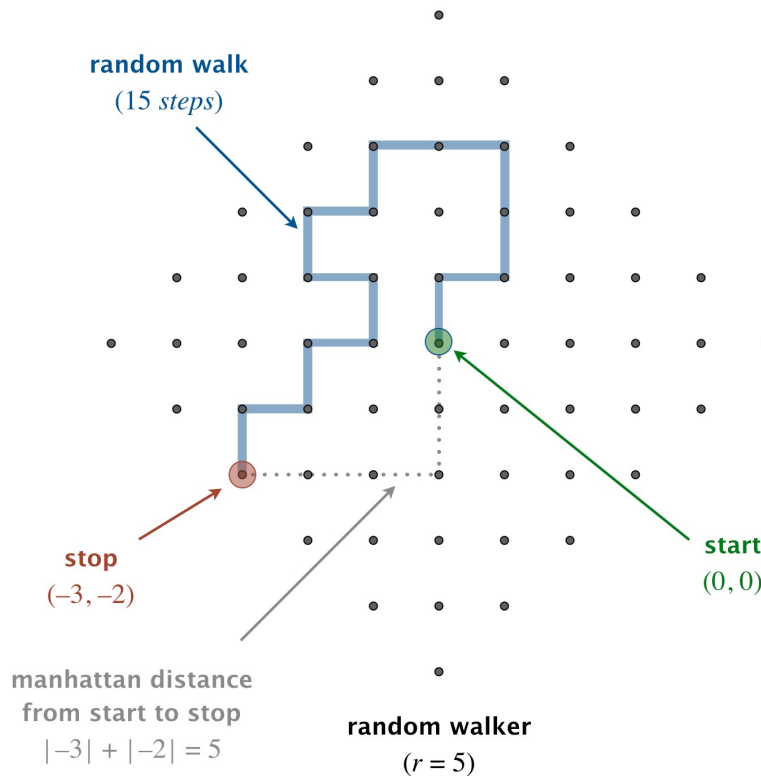 random walk
(15 steps)
stop
(–3, –2)
start
(0, 0)
manhattan distance
from start to stop
|–3| + |–2| = 5
random walker
(r = 5)